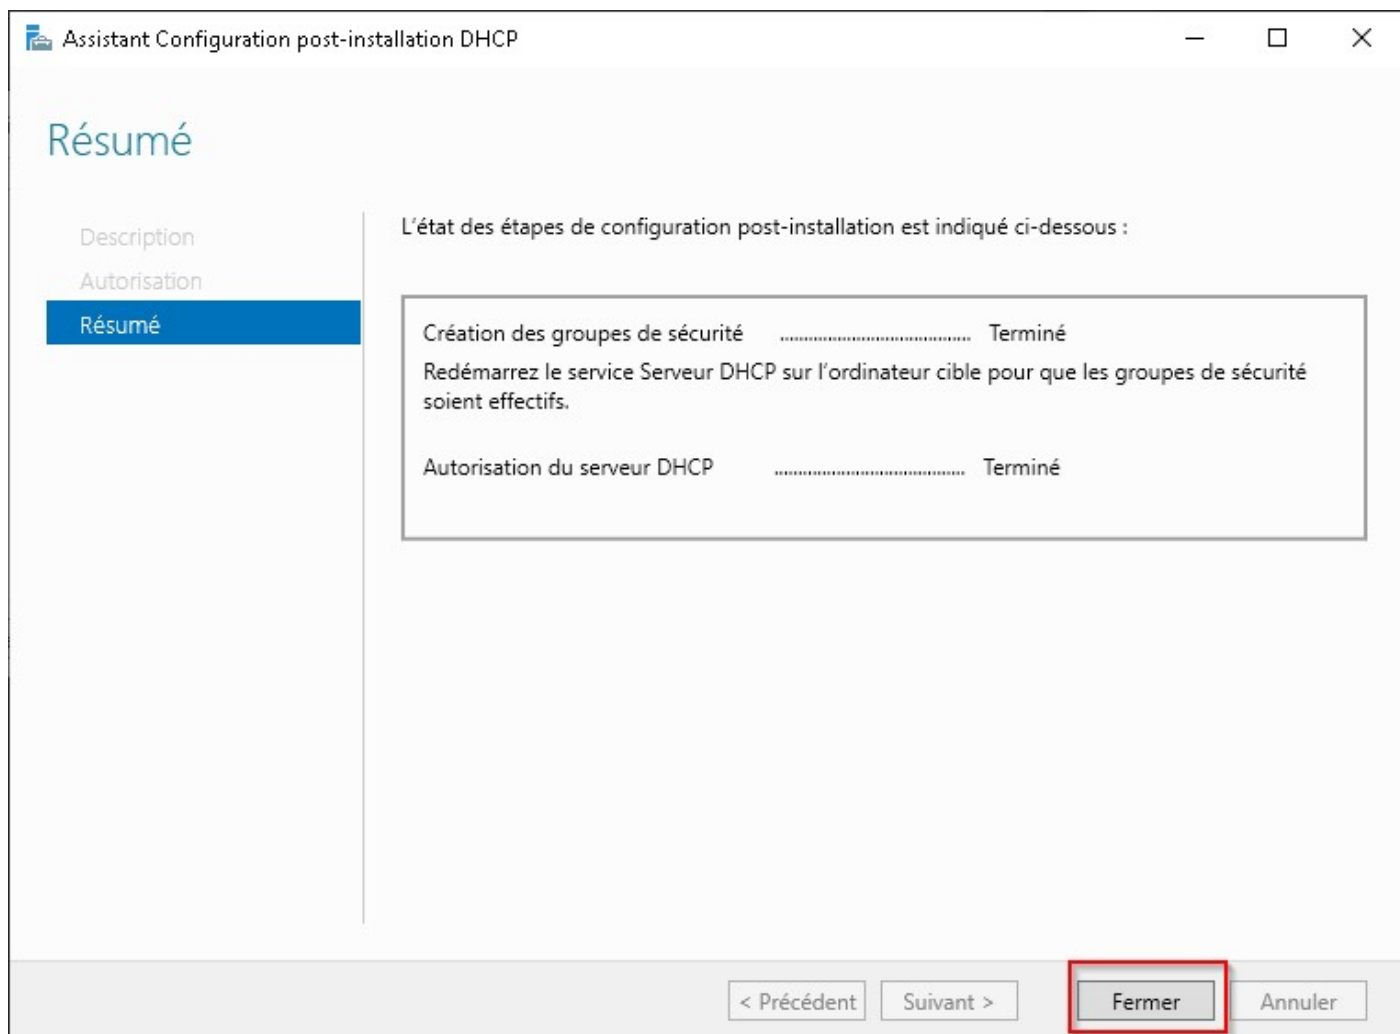 Assistant Configuration post-installation DHCP
Résumé
Description
Autorisation
Résumé
L'état des étapes de configuration post-installation est indiqué ci-dessous :
Création des groupes de sécurité ........................................ Terminé
Redémarrez le service Serveur DHCP sur l'ordinateur cible pour que les groupes de sécurité
soient effectifs.
Autorisation du serveur DHCP ........................................ Terminé
< Précédent
Suivant >
Fermer
Annuler